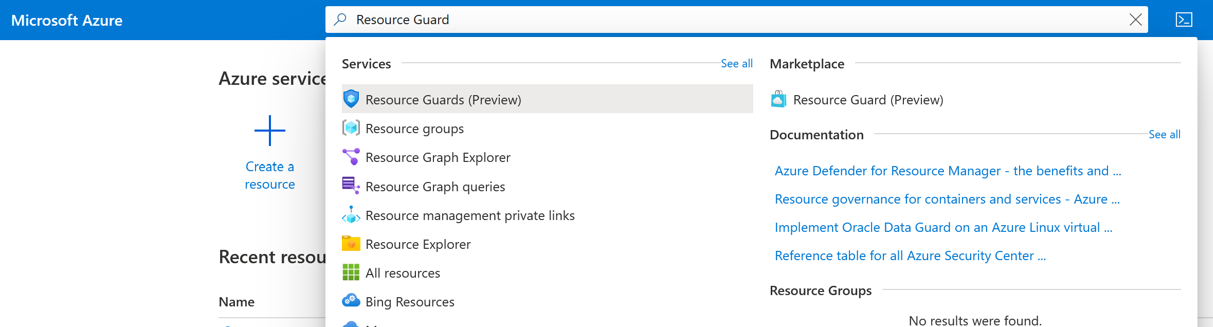 Microsoft Azure
Resource Guard
Azure service
Create a
resource
Recent resou
Name
Services
See all
Resource Guards (Preview)
Resource groups
Resource Graph Explorer
Resource Graph queries
Resource management private links
Resource Explorer
All resources
Bing Resources
Marketplace
Resource Guard (Preview)
Documentation
See all
Azure Defender for Resource Manager - the benefits and ...
Resource governance for containers and services - Azure ...
Implement Oracle Data Guard on an Azure Linux virtual ...
Reference table for all Azure Security Center ...
Resource Groups
No results were found.